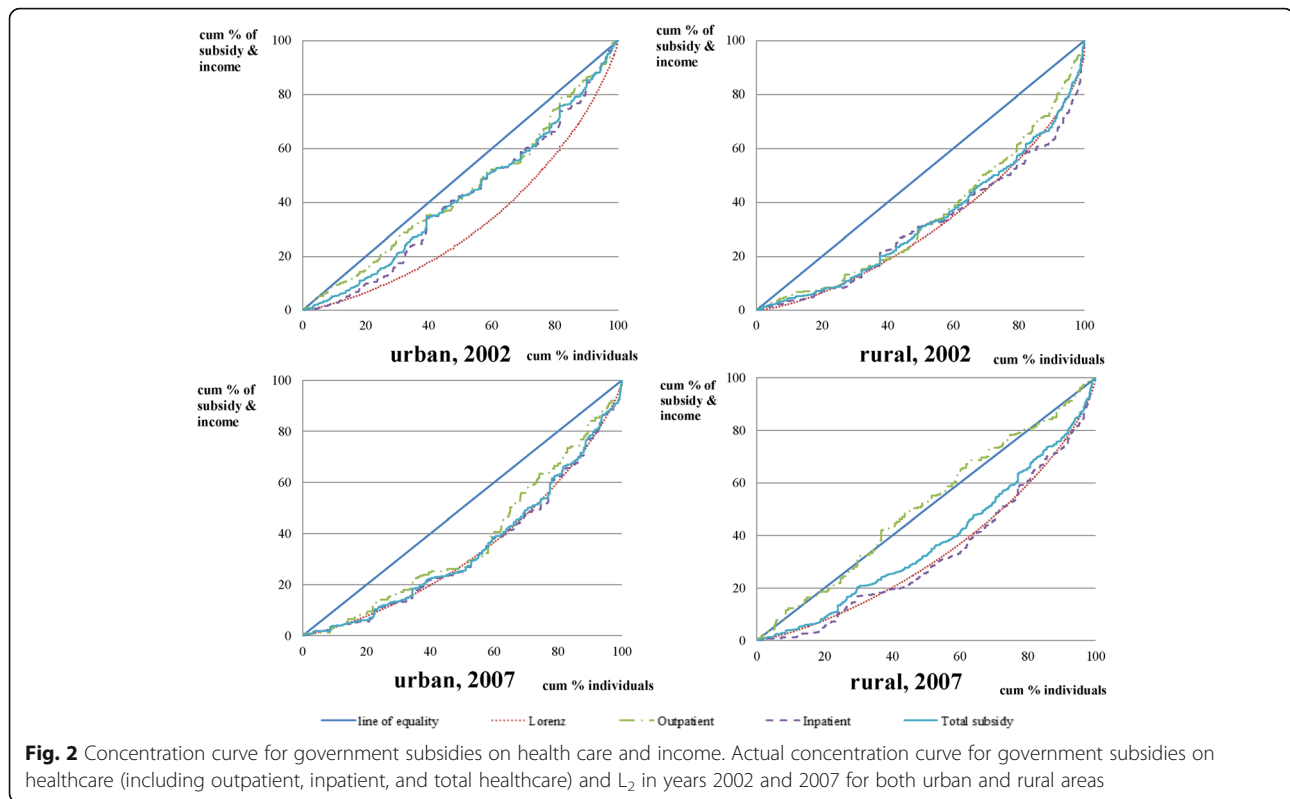 cum % of
subsidy &
income
100
80
60
40
20
0
0 20 40 60 80 100
urban, 2002 cum % individuals
cum % of
subsidy &
income
100
80
60
40
20
0
0 20 40 60 80 100
rural, 2002 cum % individuals
cum % of
subsidy &
income
100
80
60
40
20
0
0 20 40 60 80 100
urban, 2007 cum % individuals
cum % of
subsidy &
income
100
80
60
40
20
0
0 20 40 60 80 100
rural, 2007 cum % individuals
line of equality Lorenz Outpatient Inpatient Total subsidy
Fig. 2 Concentration curve for government subsidies on health care and income. Actual concentration curve for government subsidies on
healthcare (including outpatient, inpatient, and total healthcare) and L₂ in years 2002 and 2007 for both urban and rural areas